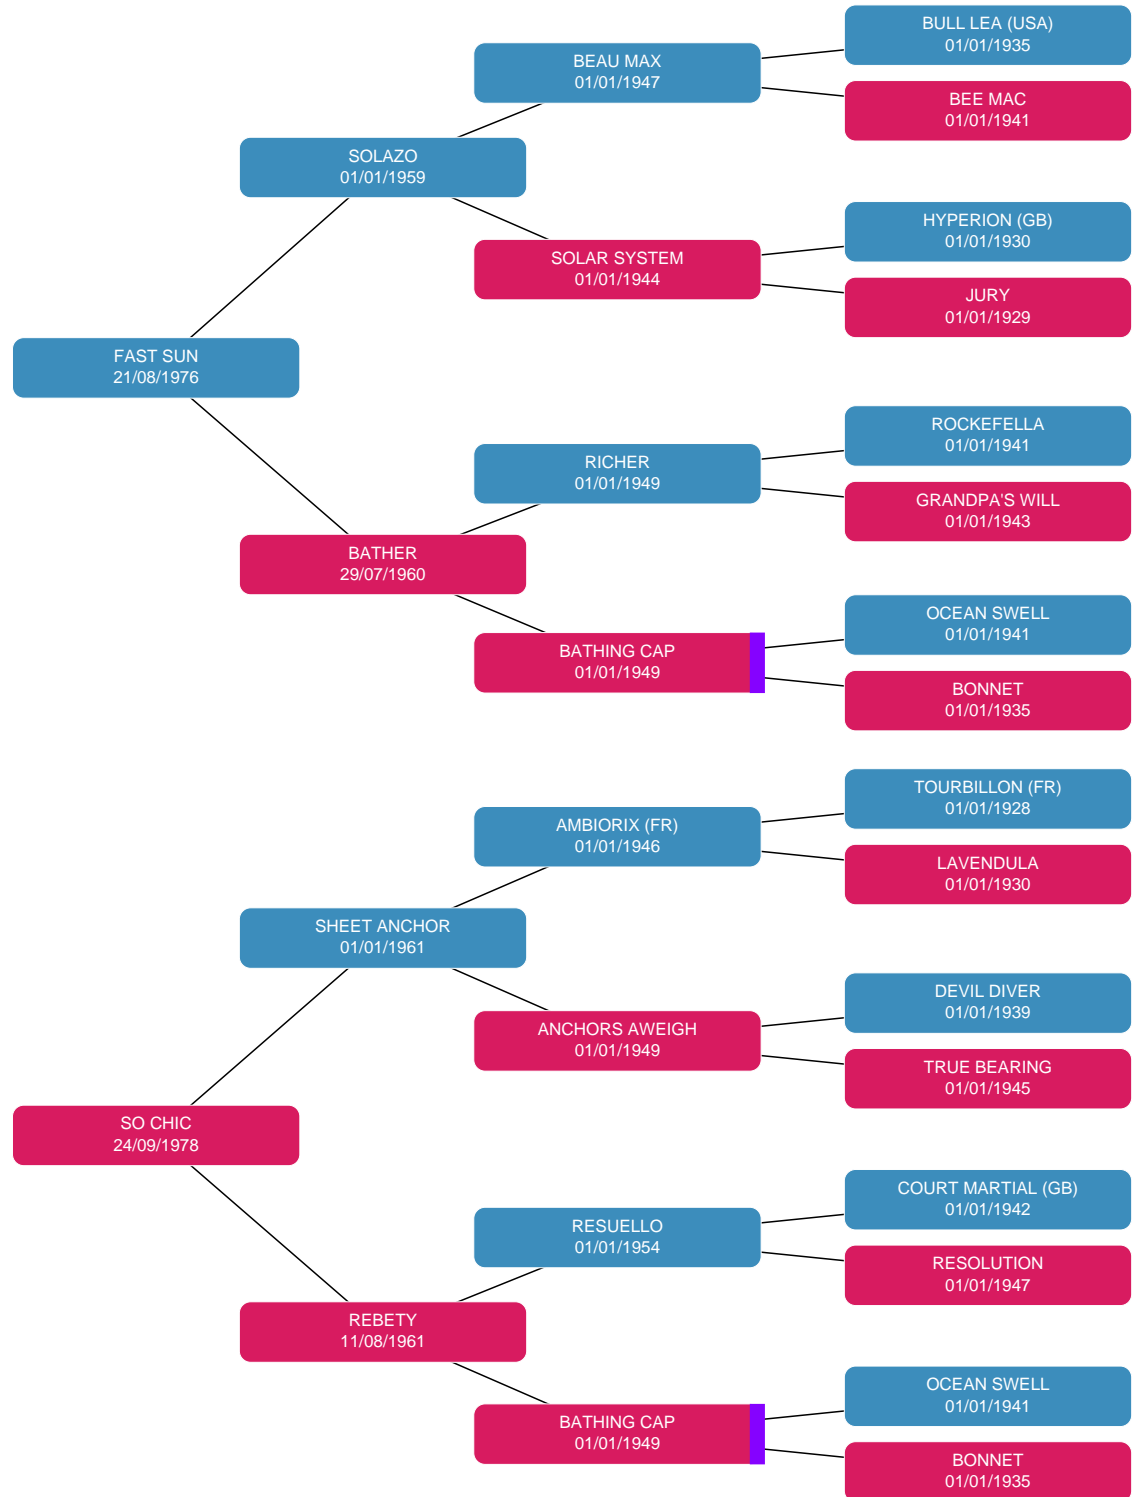 BULL LEA (USA)
01/01/1935
BEAU MAX
01/01/1947
BEE MAC
01/01/1941
SOLAZO
01/01/1959
HYPERION (GB)
01/01/1930
SOLAR SYSTEM
01/01/1944
JURY
01/01/1929
FAST SUN
21/08/1976
ROCKEFELLA
01/01/1941
RICHER
01/01/1949
GRANDPA'S WILL
01/01/1943
BATHER
29/07/1960
OCEAN SWELL
01/01/1941
BATHING CAP
01/01/1949
BONNET
01/01/1935
TOURBILLON (FR)
01/01/1928
AMBIORIX (FR)
01/01/1946
LAVENDULA
01/01/1930
SHEET ANCHOR
01/01/1961
DEVIL DIVER
01/01/1939
ANCHORS AWEIGH
01/01/1949
TRUE BEARING
01/01/1945
SO CHIC
24/09/1978
COURT MARTIAL (GB)
01/01/1942
RESUELLO
01/01/1954
RESOLUTION
01/01/1947
REBETY
11/08/1961
OCEAN SWELL
01/01/1941
BATHING CAP
01/01/1949
BONNET
01/01/1935